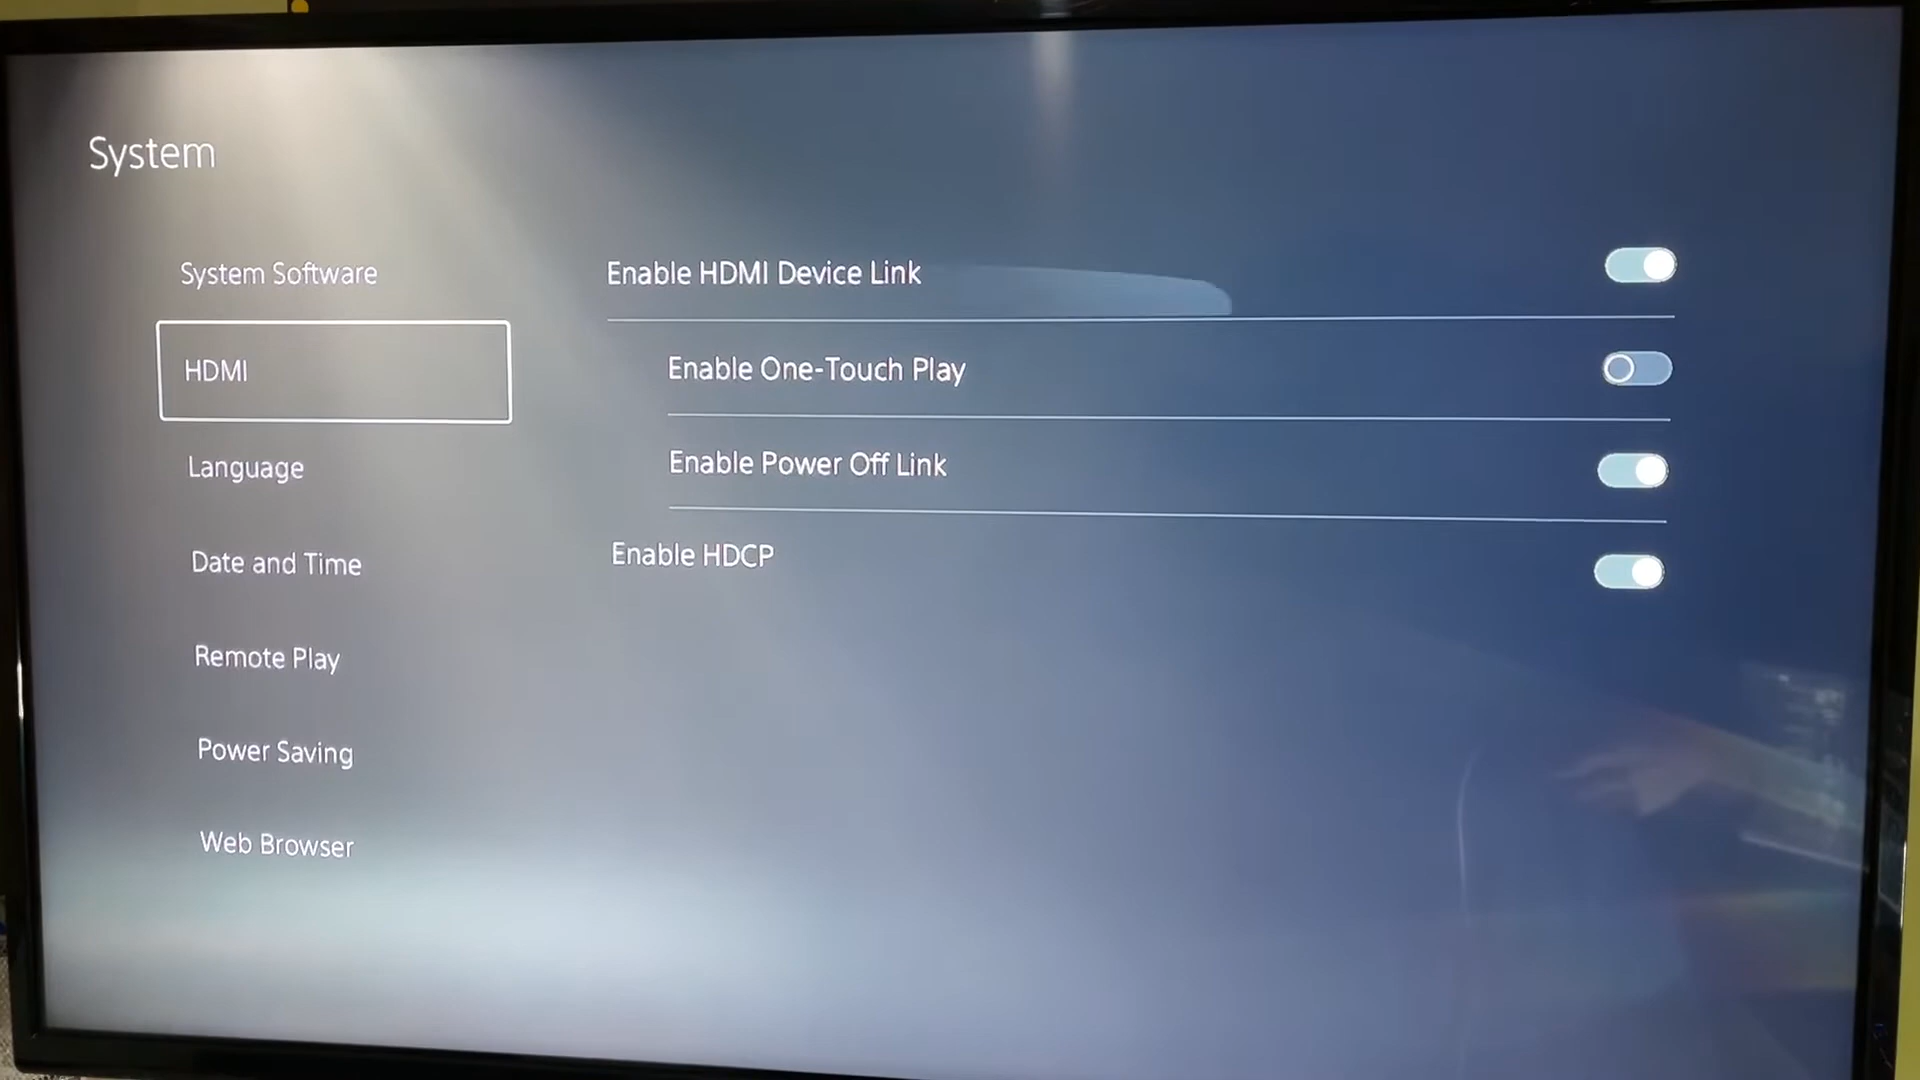 System
System Software
HDMI
Language
Date and Time
Remote Play
Power Saving
Web Browser
Enable HDMI Device Link
Enable One-Touch Play
Enable Power Off Link
Enable HDCP